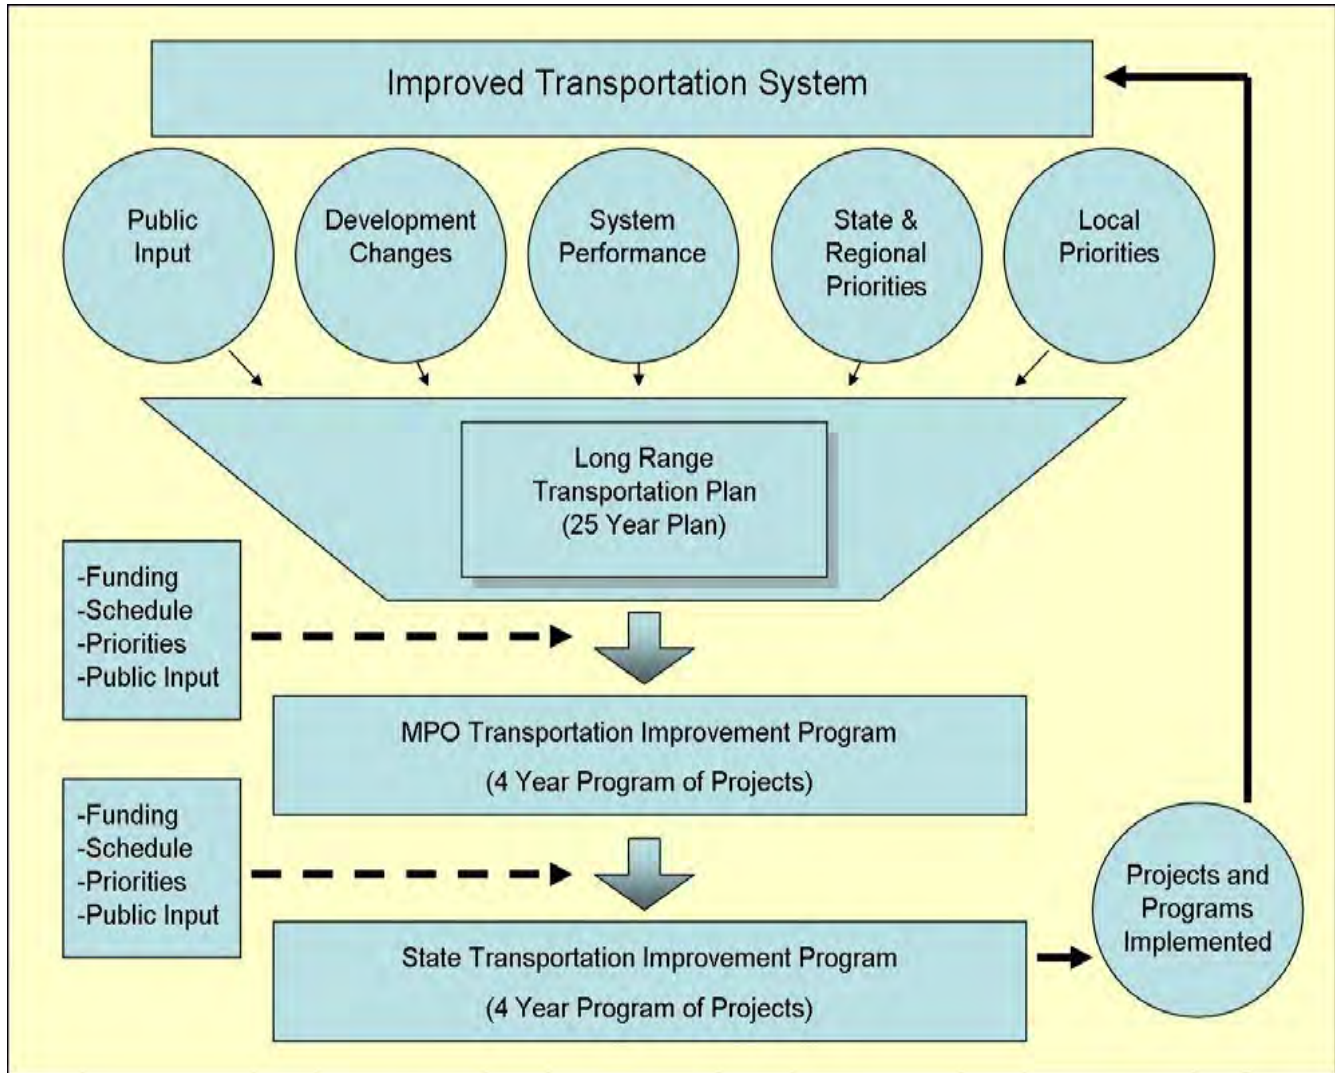 Improved Transportation System
Public
Input
Development
Changes
System
Performance
State &
Regional
Priorities
Local
Priorities
Long Range
Transportation Plan
(25 Year Plan)
-Funding
-Schedule
-Priorities
-Public Input
MPO Transportation Improvement Program
(4 Year Program of Projects)
-Funding
-Schedule
-Priorities
-Public Input
State Transportation Improvement Program
(4 Year Program of Projects)
Projects and
Programs
Implemented